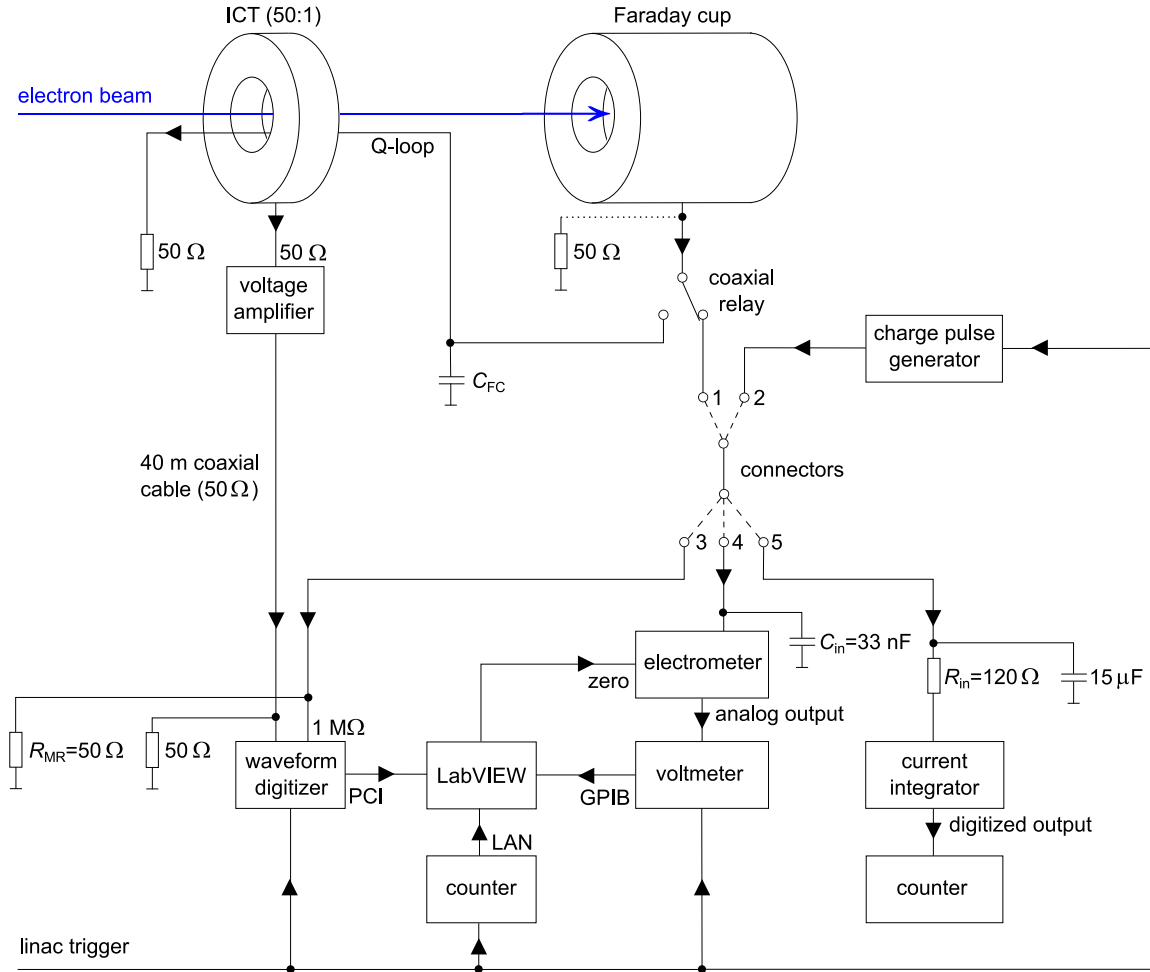 ICT (50:1)
Faraday cup
electron beam
Q-loop
50 Ω
50 Ω
50 Ω
voltage
amplifier
coaxial
relay
charge pulse
generator
C_FC
1
2
40 m coaxial
cable (50 Ω)
connectors
3
4
5
C_in=33 nF
electrometer
zero
R_in=120 Ω
15 μF
analog output
1 MΩ
R_MR=50 Ω
50 Ω
waveform
digitizer
PCI
LabVIEW
GPIB
voltmeter
current
integrator
digitized output
LAN
counter
counter
linac trigger